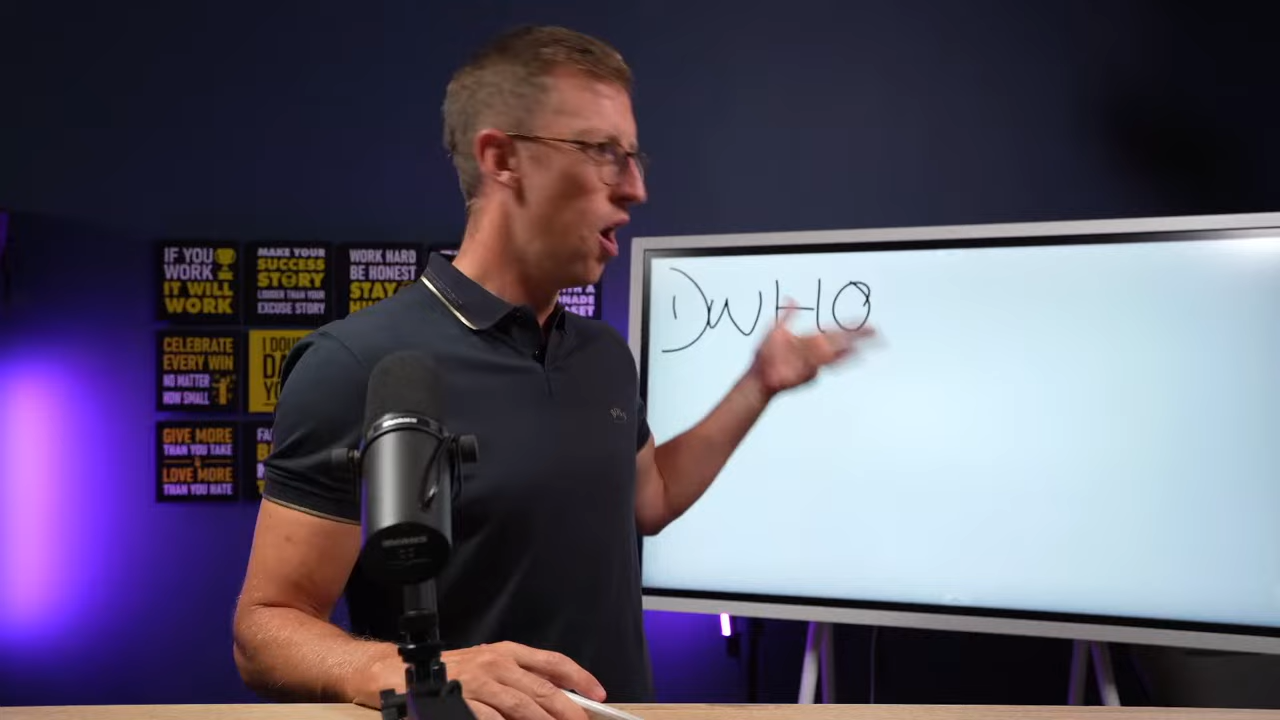 IF YOU
WORK
IT WILL
WORK
MAKE YOUR
SUCCESS
STORY
LOUDER THAN YOUR
EXCUSE STORY
WORK HARD
BE HONEST
STAY
CELEBRATE
EVERY WIN
NO MATTER
HOW SMALL
GIVE MORE
THAN YOU TAKE
&
LOVE MORE
THAN YOU HATE
DWHO